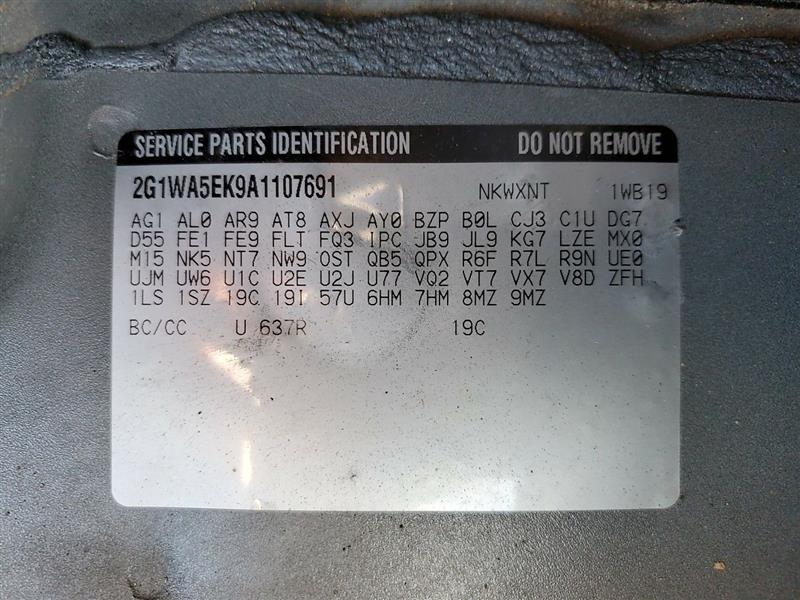 SERVICE PARTS IDENTIFICATION DO NOT REMOVE
2G1WA5EK9A1107691 NKWXNT 1WB19
AG1 AL0 AR9 AT8 AXJ AY0 BZP B0L CJ3 C1U DG7
D55 FE1 FE9 FLT FQ3 IPC JB9 JL9 KG7 LZE MX0
M15 NK5 NT7 NW9 0ST QB5 QPX R6F R7L R9N UE0
UJM UW6 U1C U2E U2J U77 VQ2 VT7 VX7 V8D ZFH
1LS 1SZ 19C 19I 57U 6HM 7HM 8MZ 9MZ
BC/CC U 637R 19C